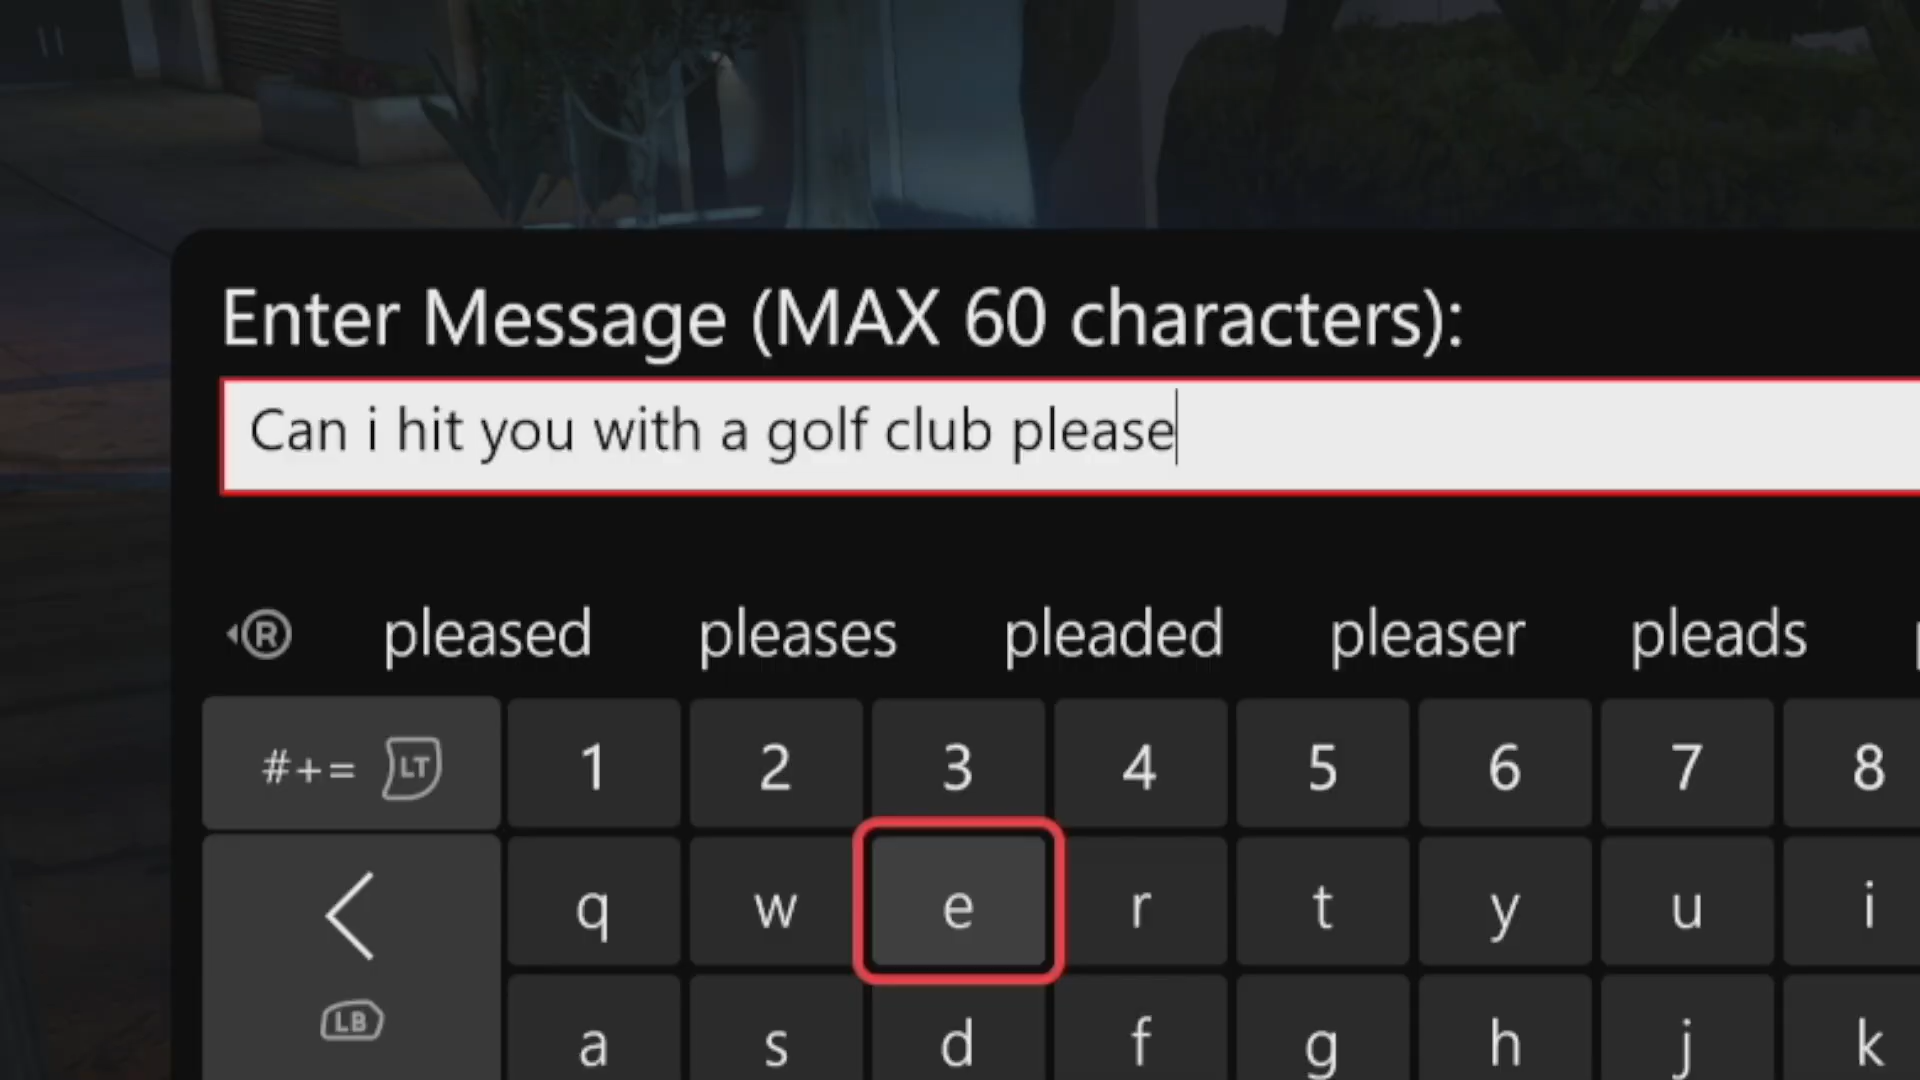 Enter Message (MAX 60 characters):
Can i hit you with a golf club please
R pleased pleases pleaded pleaser pleads
#+= LT 1 2 3 4 5 6 7 8
q w e r t y u i
LB
a s d f g h j k